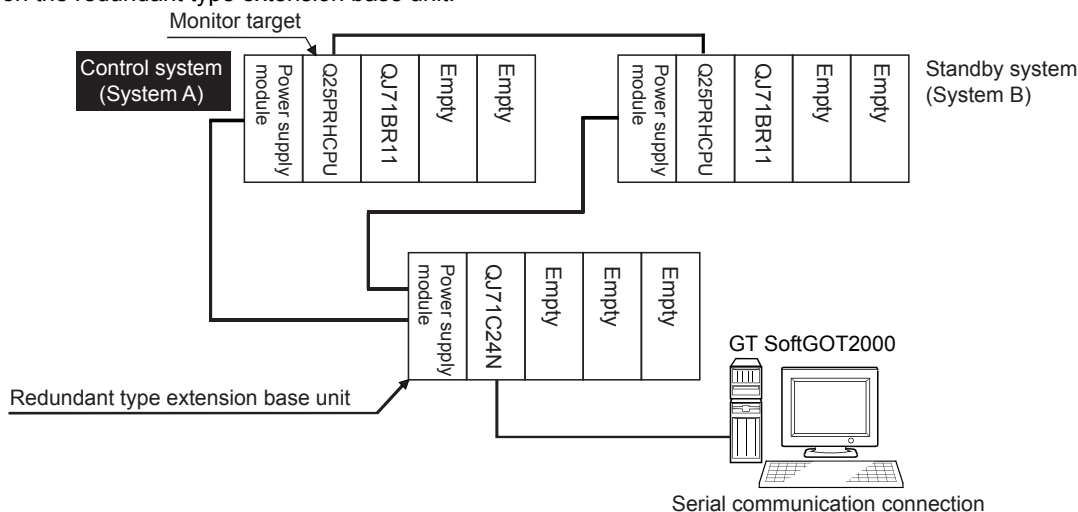 on the redundant type extension base unit.
Monitor target
Control system
(System A)
Power supply
module
Q25PRHCPU
QJ71BR11
Empty
Empty
Power supply
module
Q25PRHCPU
QJ71BR11
Empty
Empty
Standby system
(System B)
Power supply
module
QJ71C24N
Empty
Empty
Empty
GT SoftGOT2000
Redundant type extension base unit
Serial communication connection